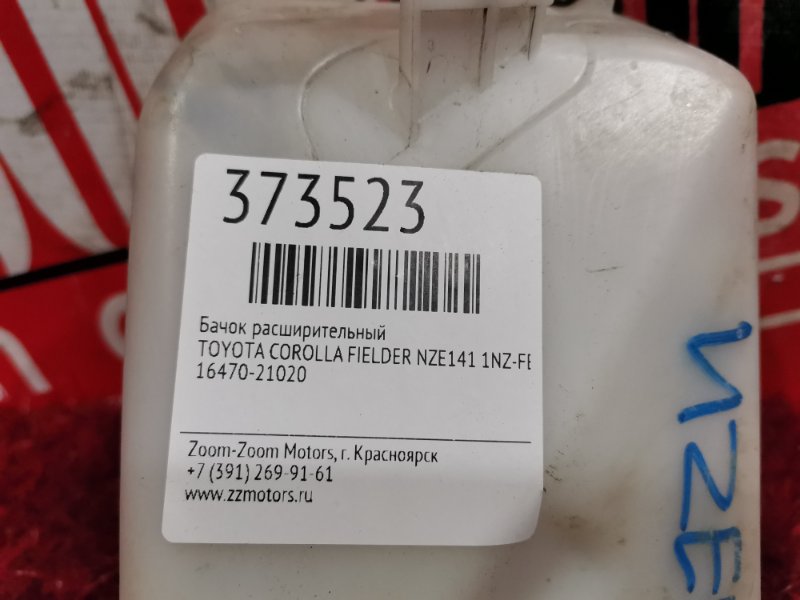 373523
Бачок расширительный
TOYOTA COROLLA FIELDER NZE141 1NZ-FE
16470-21020
Zoom-Zoom Motors, г. Красноярск
+7 (391) 269-91-61
www.zzmotors.ru
NZE